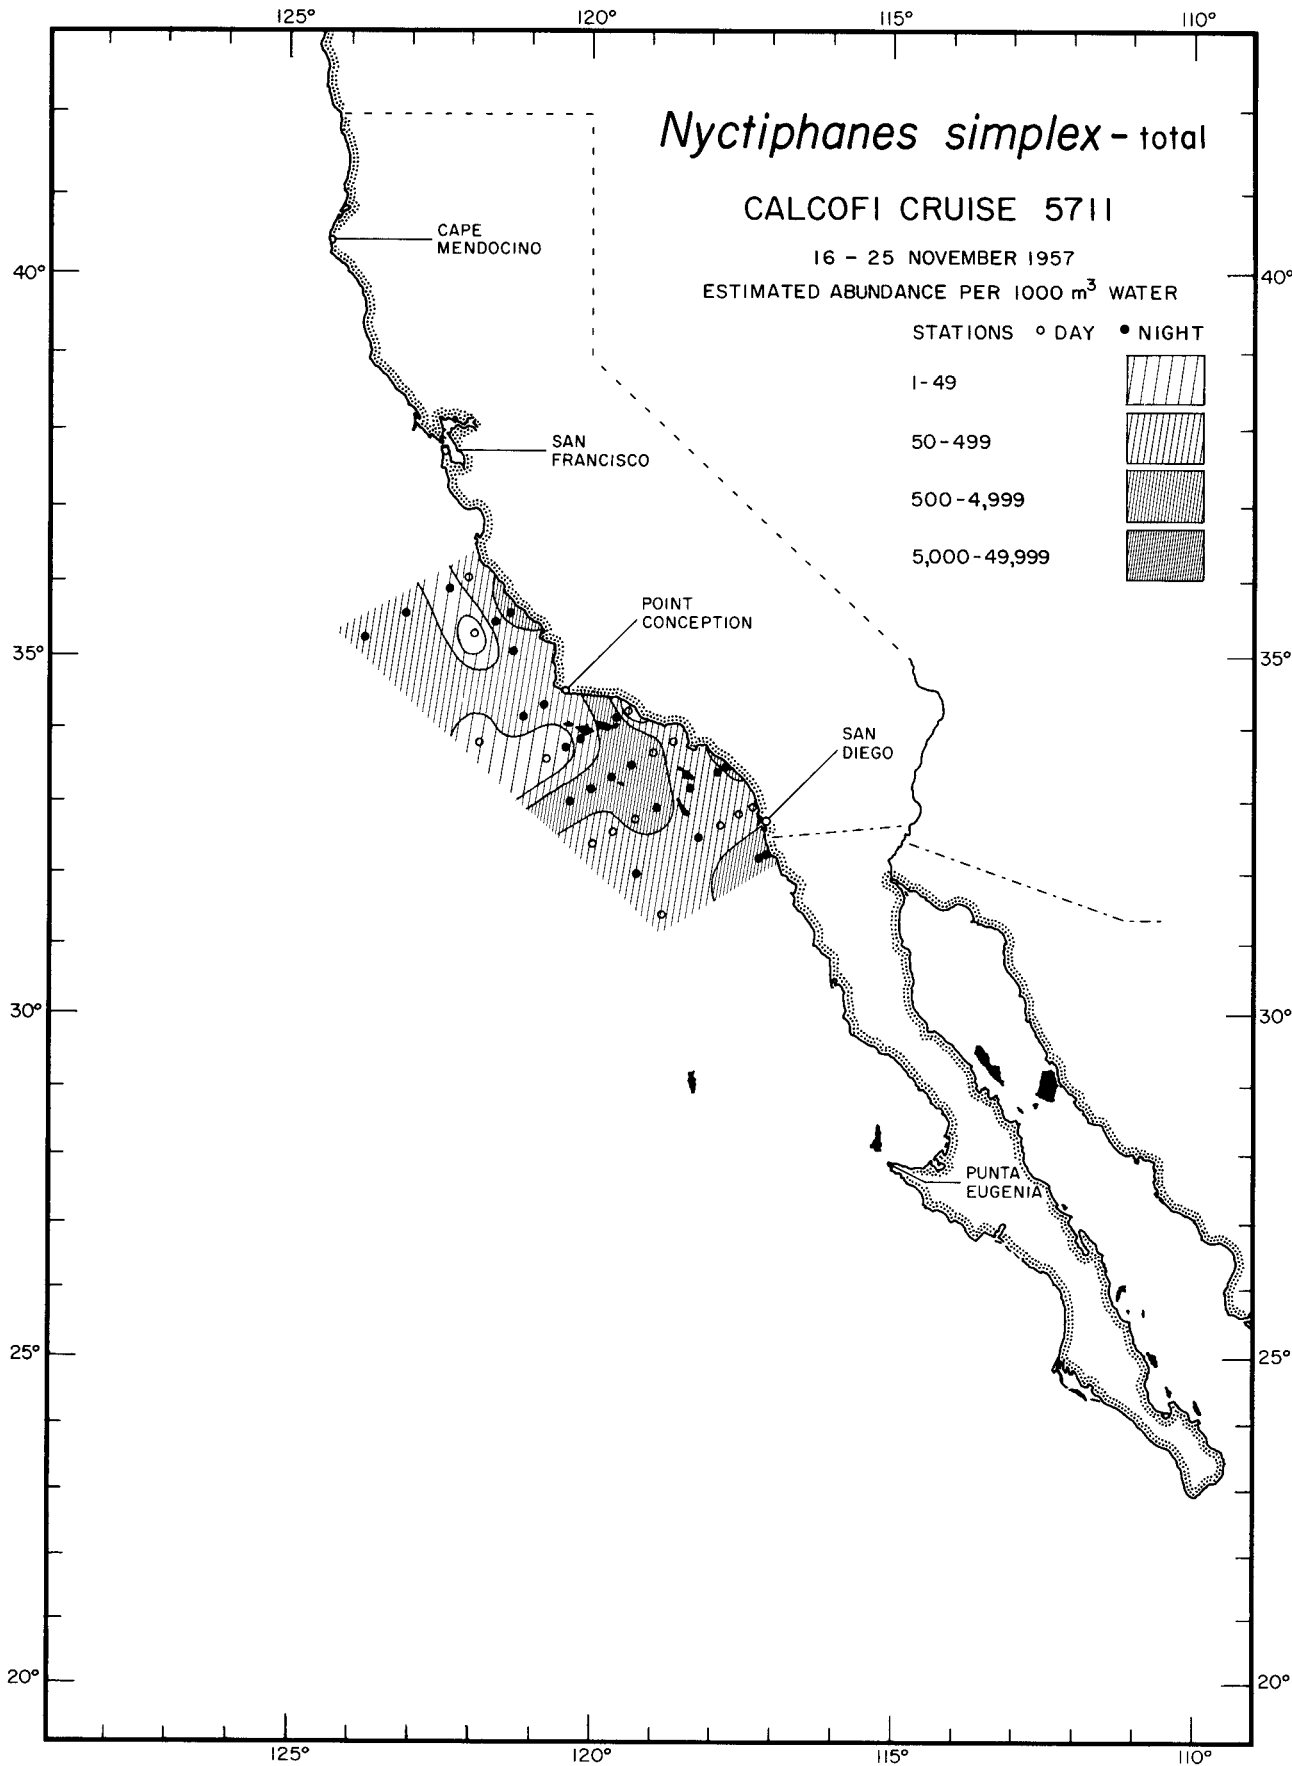 125° 120° 115° 110°
Nyctiphanes simplex - total
CALCOFI CRUISE 5711
16 - 25 NOVEMBER 1957
ESTIMATED ABUNDANCE PER 1000 m³ WATER
STATIONS ○ DAY ● NIGHT
1-49
50-499
500-4,999
5,000-49,999
CAPE
MENDOCINO
40° 40°
SAN
FRANCISCO
POINT
CONCEPTION
35° 35°
SAN
DIEGO
30° 30°
PUNTA
EUGENIA
25° 25°
20° 20°
125° 120° 115° 110°